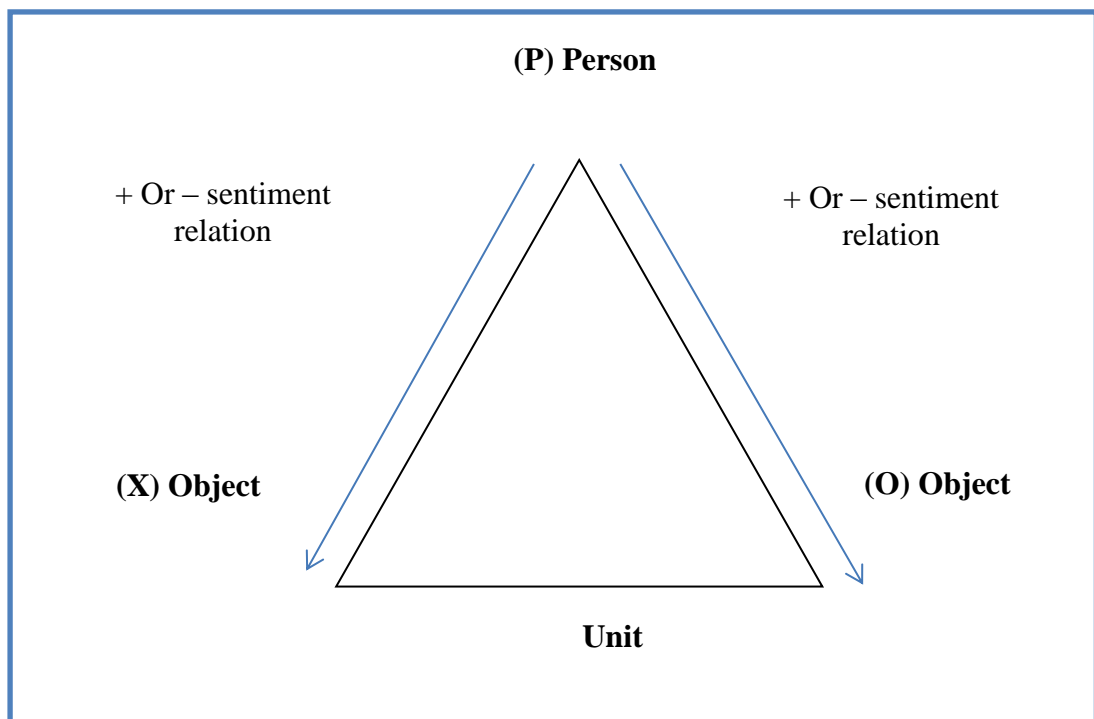 (P) Person
+ Or – sentiment
relation
+ Or – sentiment
relation
(X) Object
(O) Object
Unit